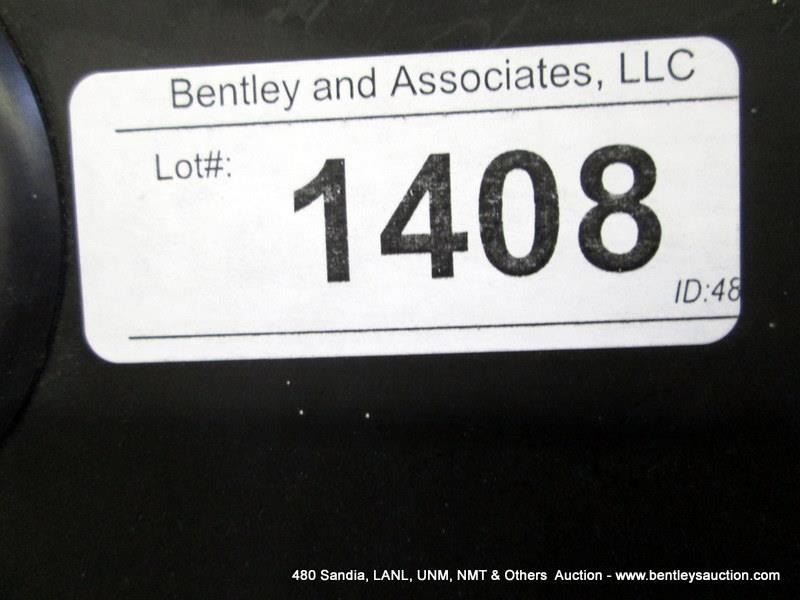 Bentley and Associates, LLC
Lot#:
1408
ID:48
480 Sandia, LANL, UNM, NMT & Others Auction - www.bentleysauction.com